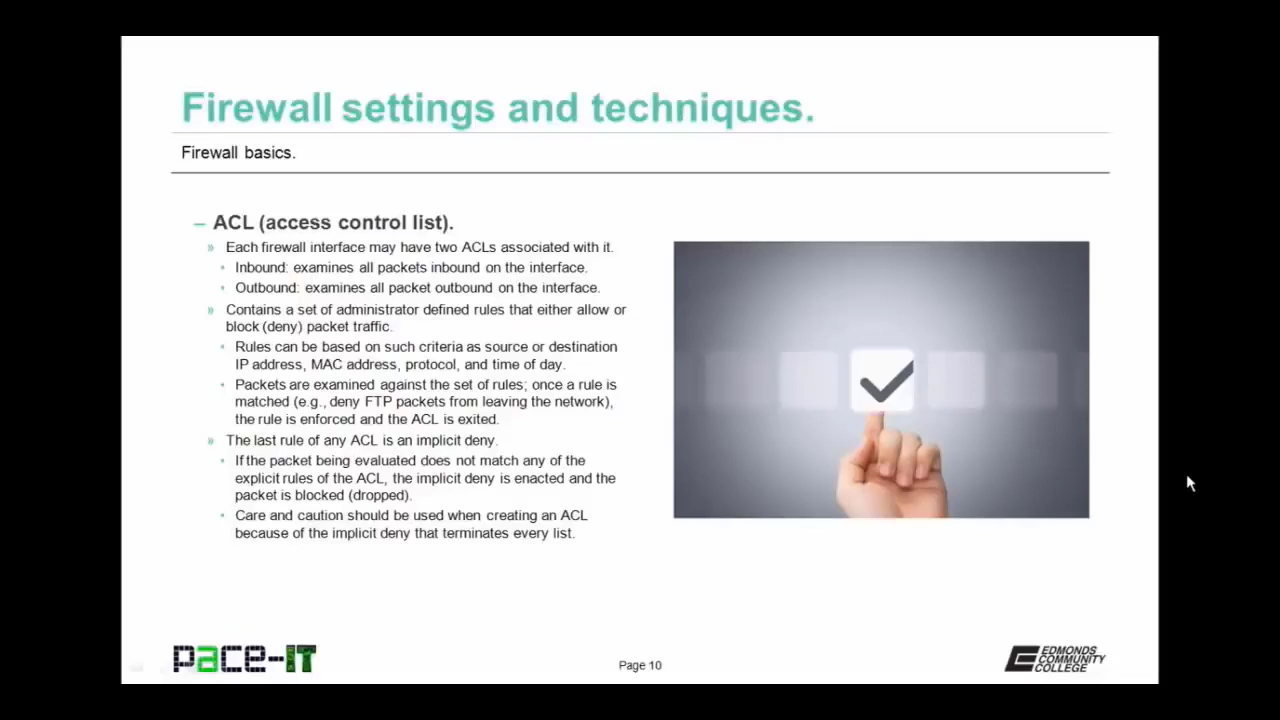 Firewall settings and techniques.
Firewall basics.
– ACL (access control list).
» Each firewall interface may have two ACLs associated with it.
• Inbound: examines all packets inbound on the interface.
• Outbound: examines all packet outbound on the interface.
» Contains a set of administrator defined rules that either allow or
block (deny) packet traffic.
• Rules can be based on such criteria as source or destination
IP address, MAC address, protocol, and time of day.
• Packets are examined against the set of rules; once a rule is
matched (e.g., deny FTP packets from leaving the network),
the rule is enforced and the ACL is exited.
» The last rule of any ACL is an implicit deny.
• If the packet being evaluated does not match any of the
explicit rules of the ACL, the implicit deny is enacted and the
packet is blocked (dropped).
• Care and caution should be used when creating an ACL
because of the implicit deny that terminates every list.
pace-IT
Page 10
EDMONDS
COMMUNITY
COLLEGE